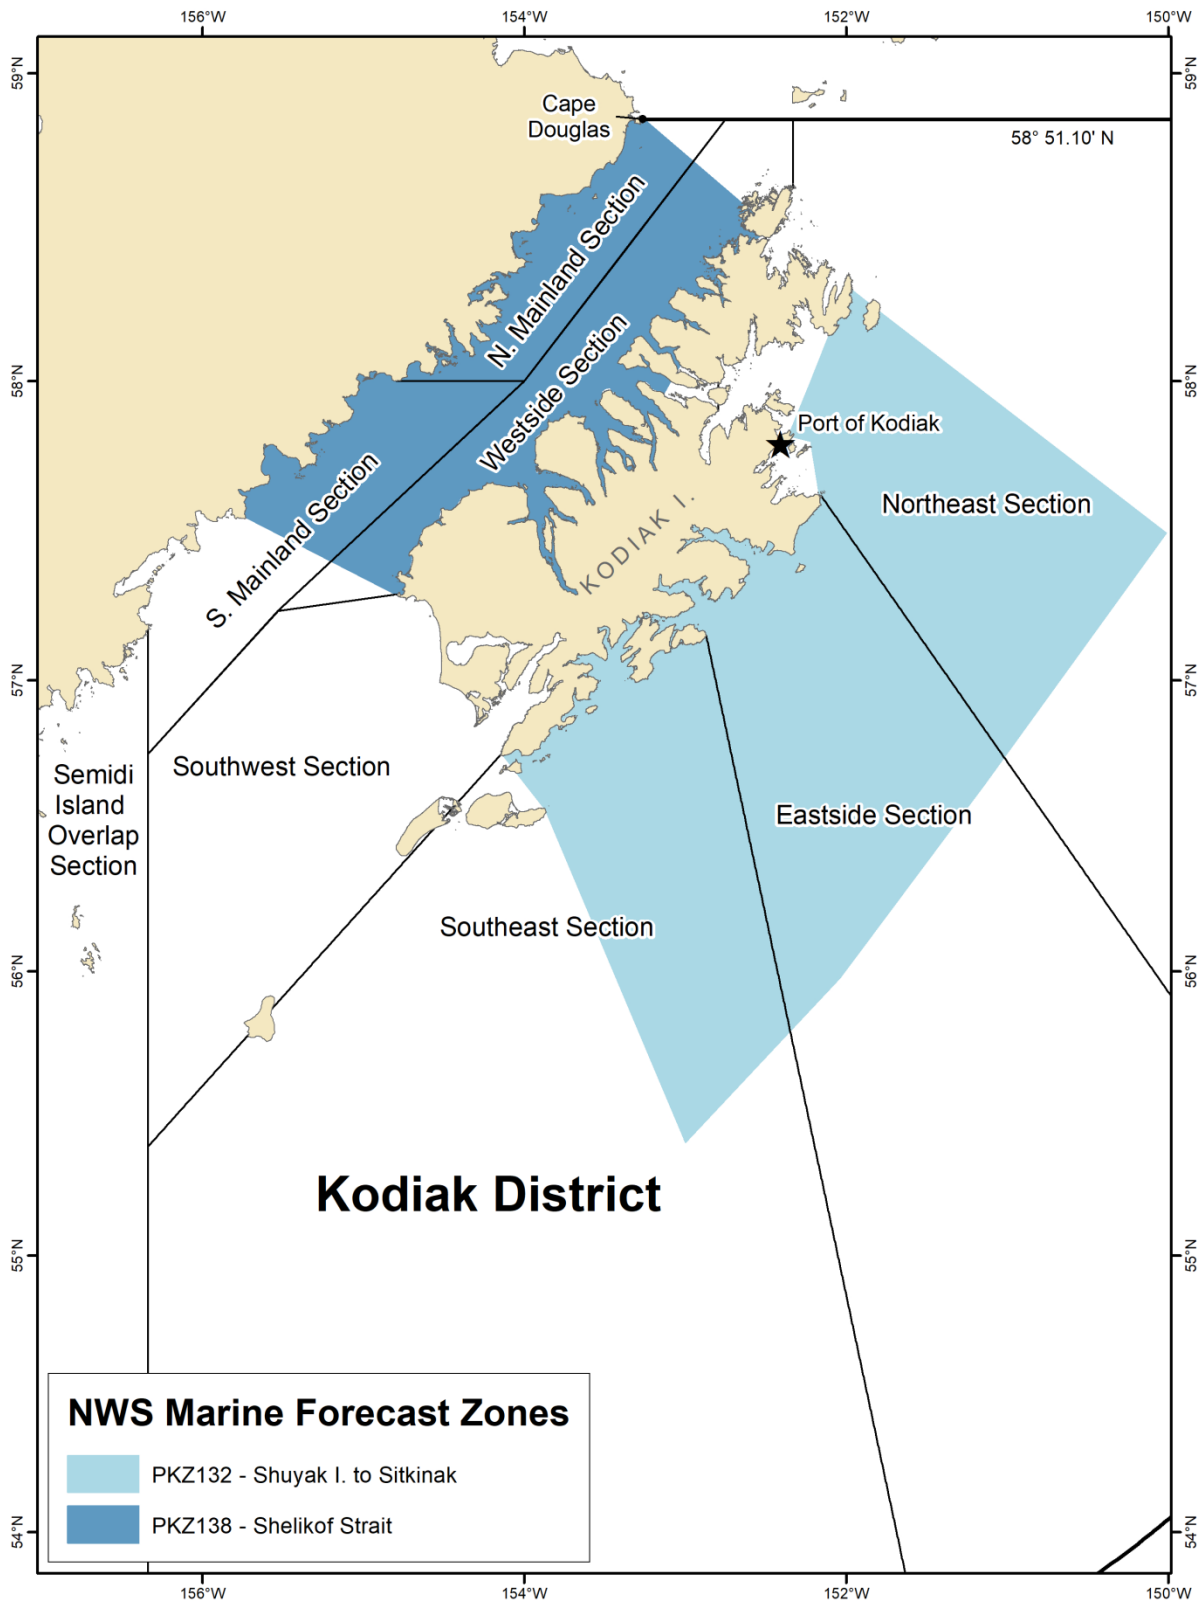 156°W
154°W
152°W
150°W
59°N
59°N
Cape
Douglas
58° 51.10' N
N. Mainland Section
58°N
58°N
Westside Section
Port of Kodiak
S. Mainland Section
Northeast Section
KODIAK I.
57°N
57°N
Semidi
Island
Overlap
Section
Southwest Section
Eastside Section
Southeast Section
56°N
56°N
Kodiak District
55°N
55°N
NWS Marine Forecast Zones
PKZ132 - Shuyak I. to Sitkinak
PKZ138 - Shelikof Strait
54°N
54°N
156°W
154°W
152°W
150°W